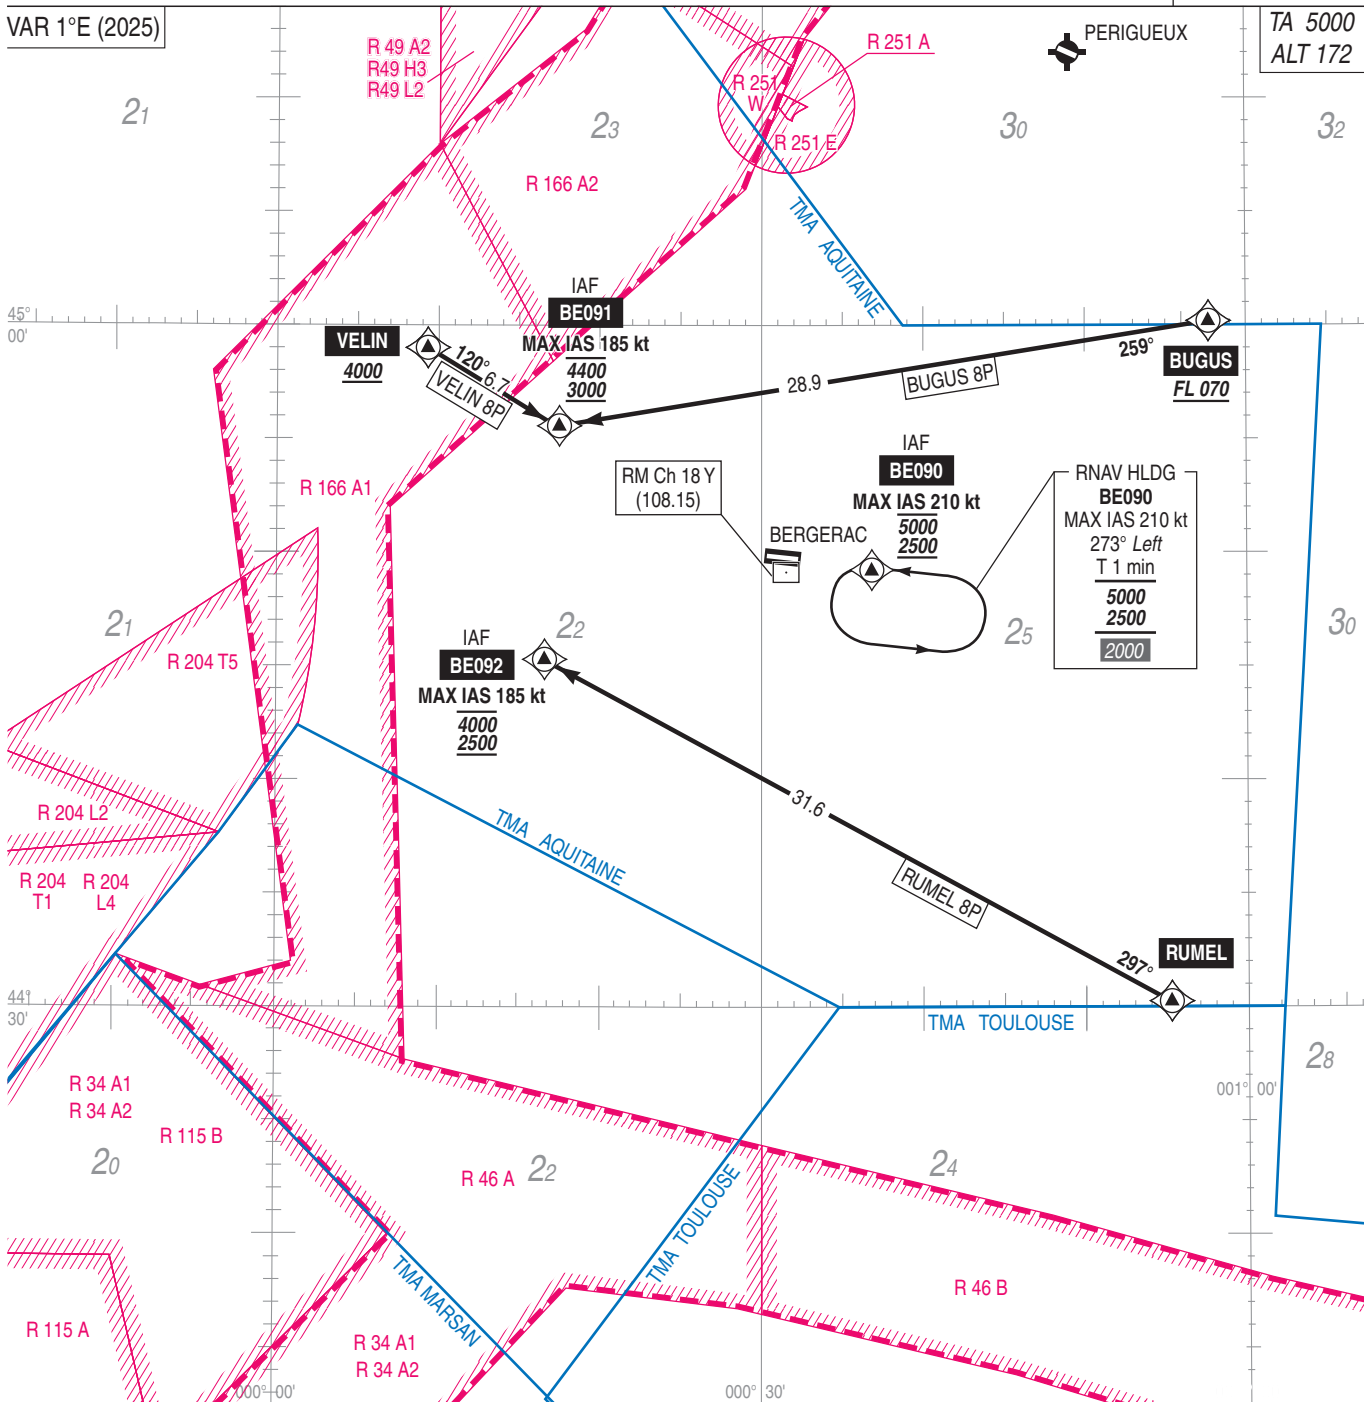 VAR 1°E (2025)
TA 5000
ALT 172
PERIGUEUX
R 49 A2
R49 H3
R49 L2
R 251 A
R 251
W
R 251 E
21
23
30
32
R 166 A2
TMA AQUITAINE
45°
00'
IAF
BE091
MAX IAS 185 kt
4400
3000
VELIN
4000
120°
6.7
VELIN 8P
28.9
BUGUS 8P
259°
BUGUS
FL 070
R 166 A1
RM Ch 18 Y
(108.15)
IAF
BE090
MAX IAS 210 kt
5000
2500
BERGERAC
RNAV HLDG
BE090
MAX IAS 210 kt
273° Left
T 1 min
5000
2500
2000
21
22
25
30
R 204 T5
IAF
BE092
MAX IAS 185 kt
4000
2500
R 204 L2
R 204
T1
R 204
L4
TMA AQUITAINE
31.6
RUMEL 8P
297°
RUMEL
44°
30'
TMA TOULOUSE
28
001° 00'
R 34 A1
R 34 A2
R 115 B
20
R 46 A
22
24
TMA TOULOUSE
TMA MARSAN
R 46 B
R 115 A
R 34 A1
R 34 A2
000° 00'
000° 30'